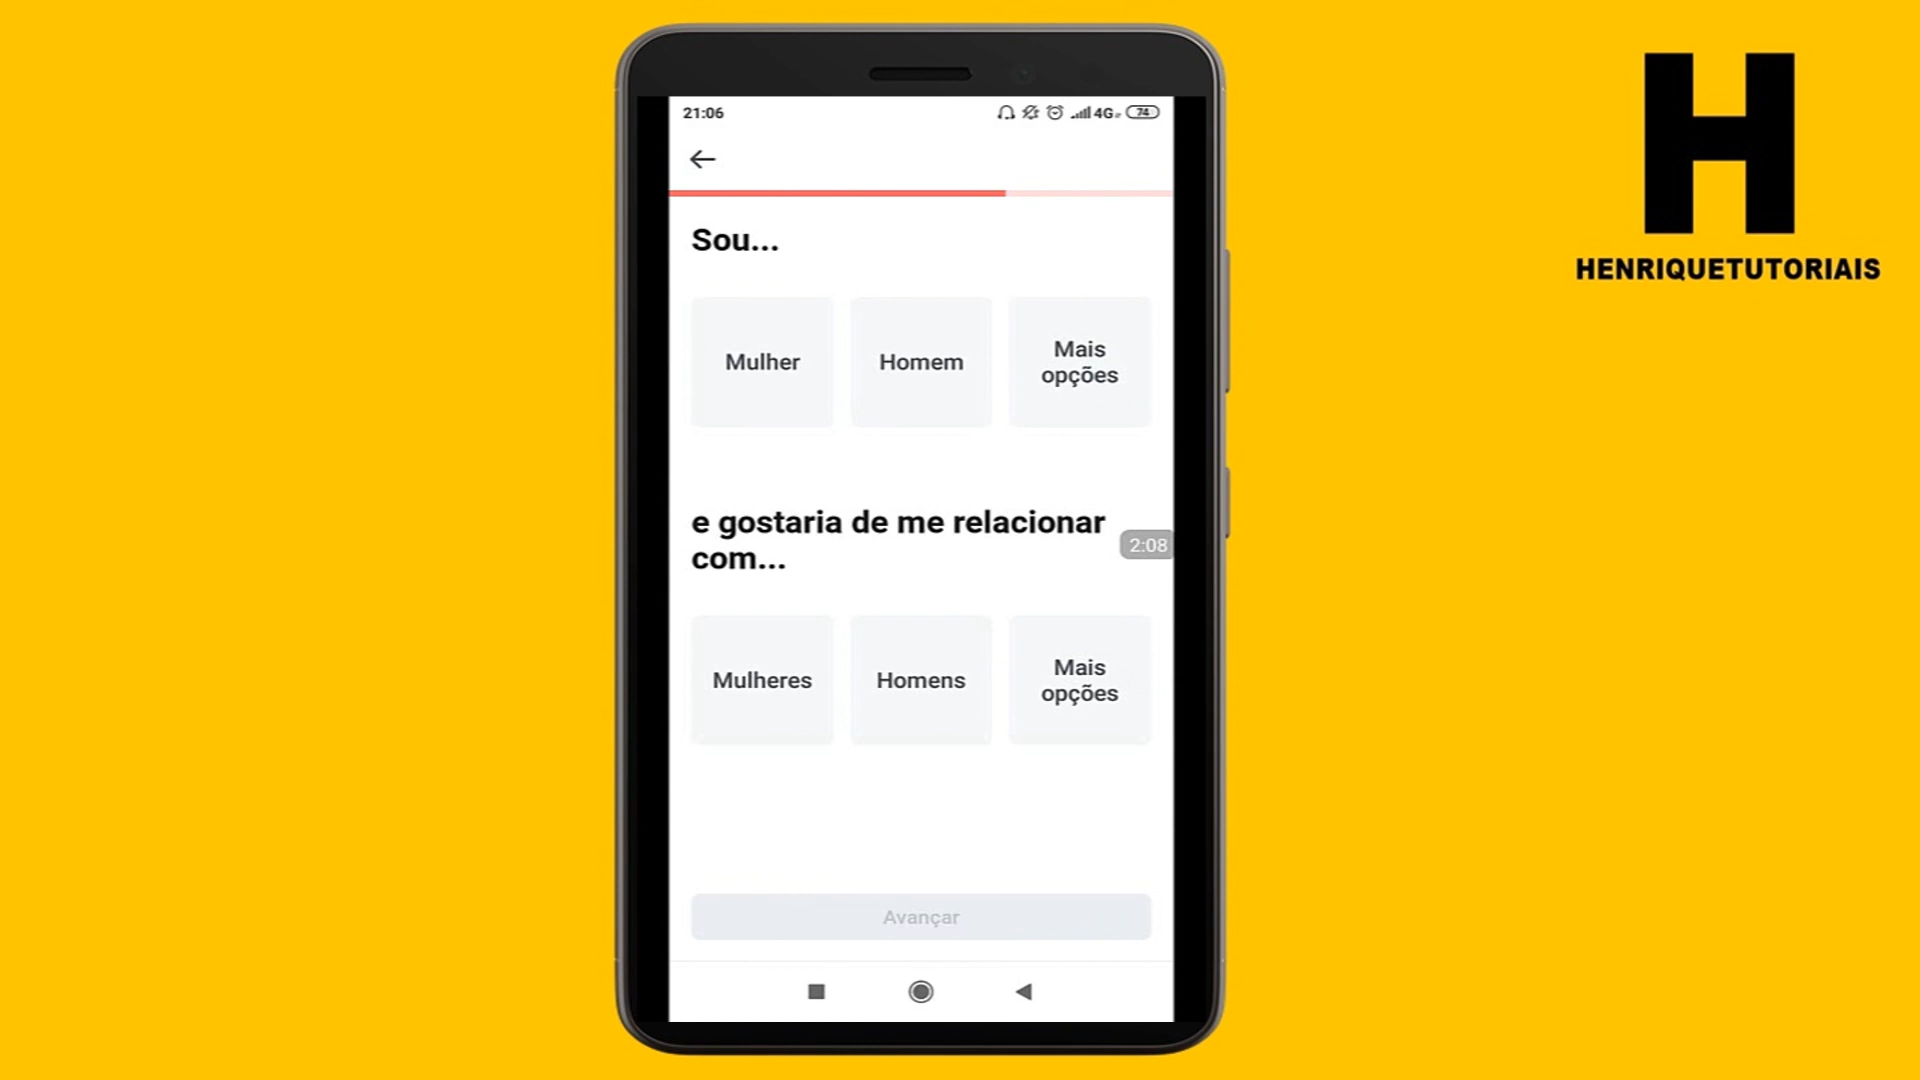 H
HENRIQUETUTORIAIS
21:06
4G
74
Sou...
Mulher
Homem
Mais
opções
e gostaria de me relacionar
com...
2:08
Mulheres
Homens
Mais
opções
Avançar